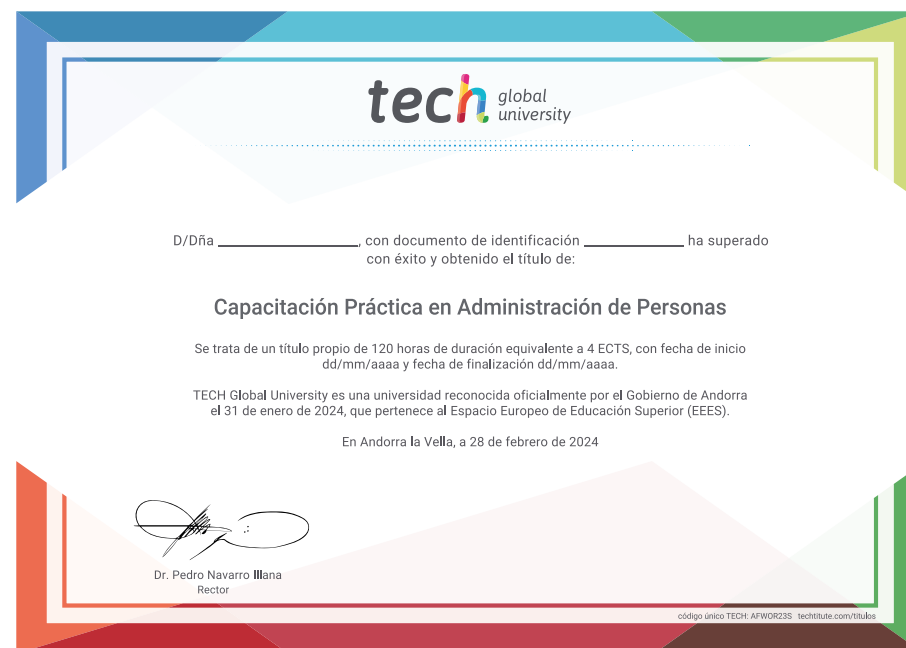 tech global university
D/Dña ____________________, con documento de identificación ______________ ha superado
con éxito y obtenido el título de:
Capacitación Práctica en Administración de Personas
Se trata de un título propio de 120 horas de duración equivalente a 4 ECTS, con fecha de inicio
dd/mm/aaaa y fecha de finalización dd/mm/aaaa.
TECH Global University es una universidad reconocida oficialmente por el Gobierno de Andorra
el 31 de enero de 2024, que pertenece al Espacio Europeo de Educación Superior (EEES).
En Andorra la Vella, a 28 de febrero de 2024
Dr. Pedro Navarro Illana
Rector
código único TECH: AFWOR23S techtitute.com/titulos